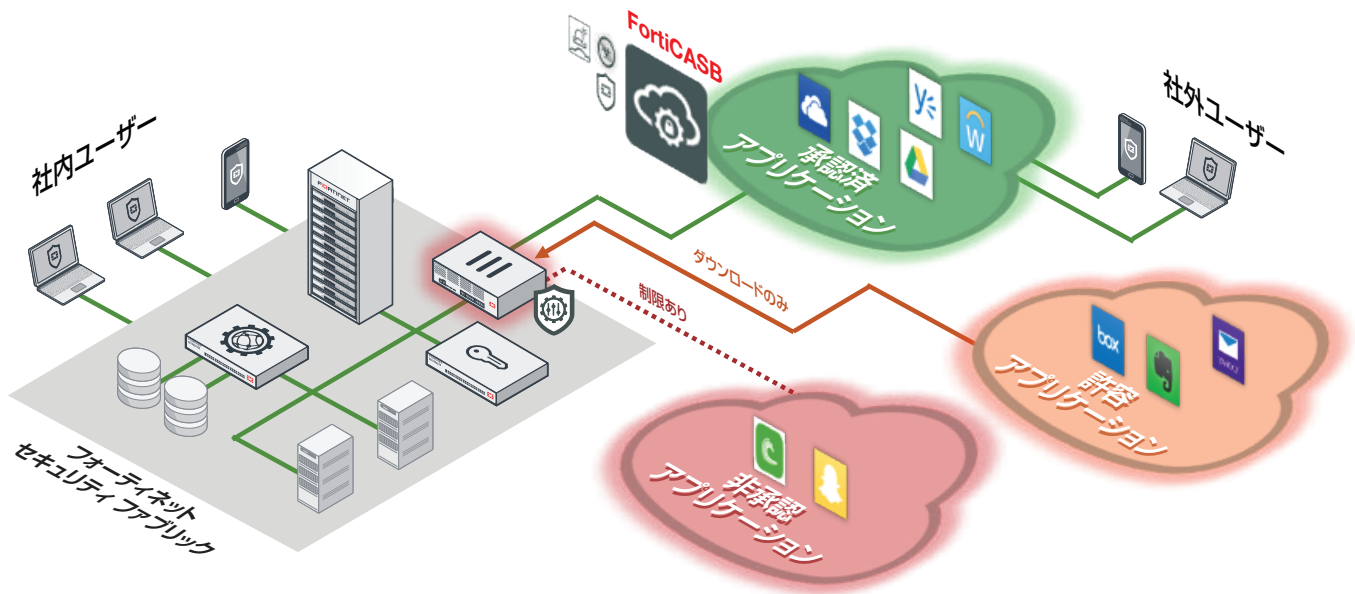 FortiCASB
社外ユーザー
社内ユーザー
承認済
アプリケーション
FORTINET
ダウンロードのみ
制限あり
box
許容
アプリケーション
非承認
アプリケーション
フォーティネット
セキュリティ ファブリック